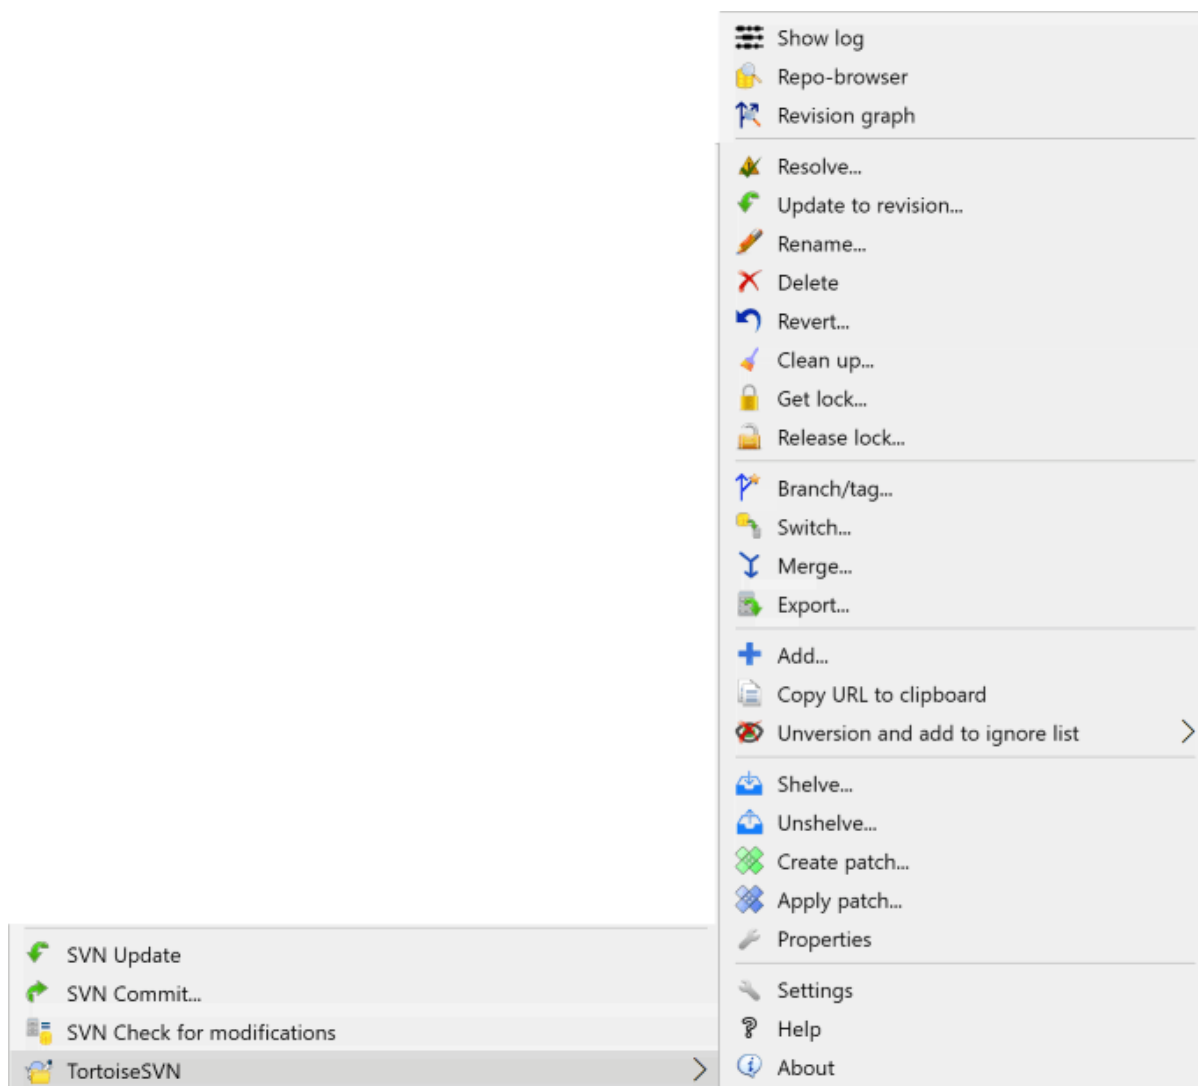 Show log
Repo-browser
Revision graph
Resolve...
Update to revision...
Rename...
Delete
Revert...
Clean up...
Get lock...
Release lock...
Branch/tag...
Switch...
Merge...
Export...
Add...
Copy URL to clipboard
Unversion and add to ignore list
Shelve...
Unshelve...
Create patch...
Apply patch...
Properties
Settings
Help
About
SVN Update
SVN Commit...
SVN Check for modifications
TortoiseSVN